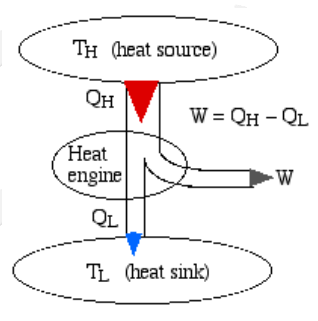 TH (heat source)
QH
W = QH – QL
Heat
engine
W
QL
TL (heat sink)